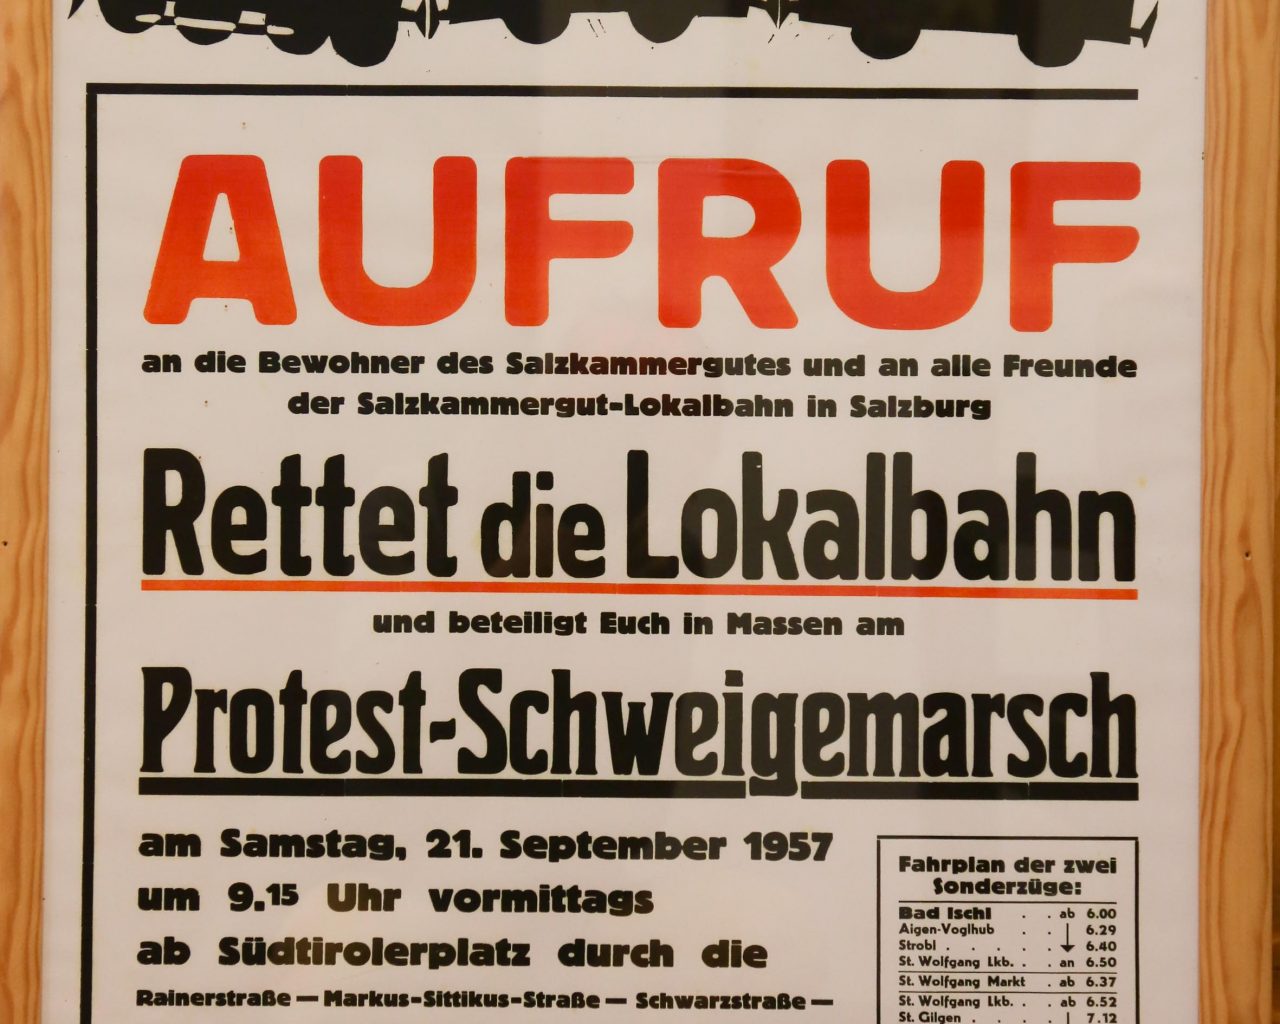 AUFRUF
an die Bewohner des Salzkammergutes und an alle Freunde
der Salzkammergut-Lokalbahn in Salzburg
Rettet die Lokalbahn
und beteiligt Euch in Massen am
Protest-Schweigemarsch
am Samstag, 21. September 1957
um 9.15 Uhr vormittags
ab Südtirolerplatz durch die
Rainerstraße — Markus-Sittikus-Straße — Schwarzstraße —
Fahrplan der zwei
Sonderzüge:
Bad Ischl . . ab 6.00
Aigen-Voglhub . . 6.29
Strobl . . . . 6.40
St. Wolfgang Lkb. . . an 6.50
St. Wolfgang Markt . ab 6.37
St. Wolfgang Lkb. . . ab 6.52
St. Gilgen . . . . 7.12